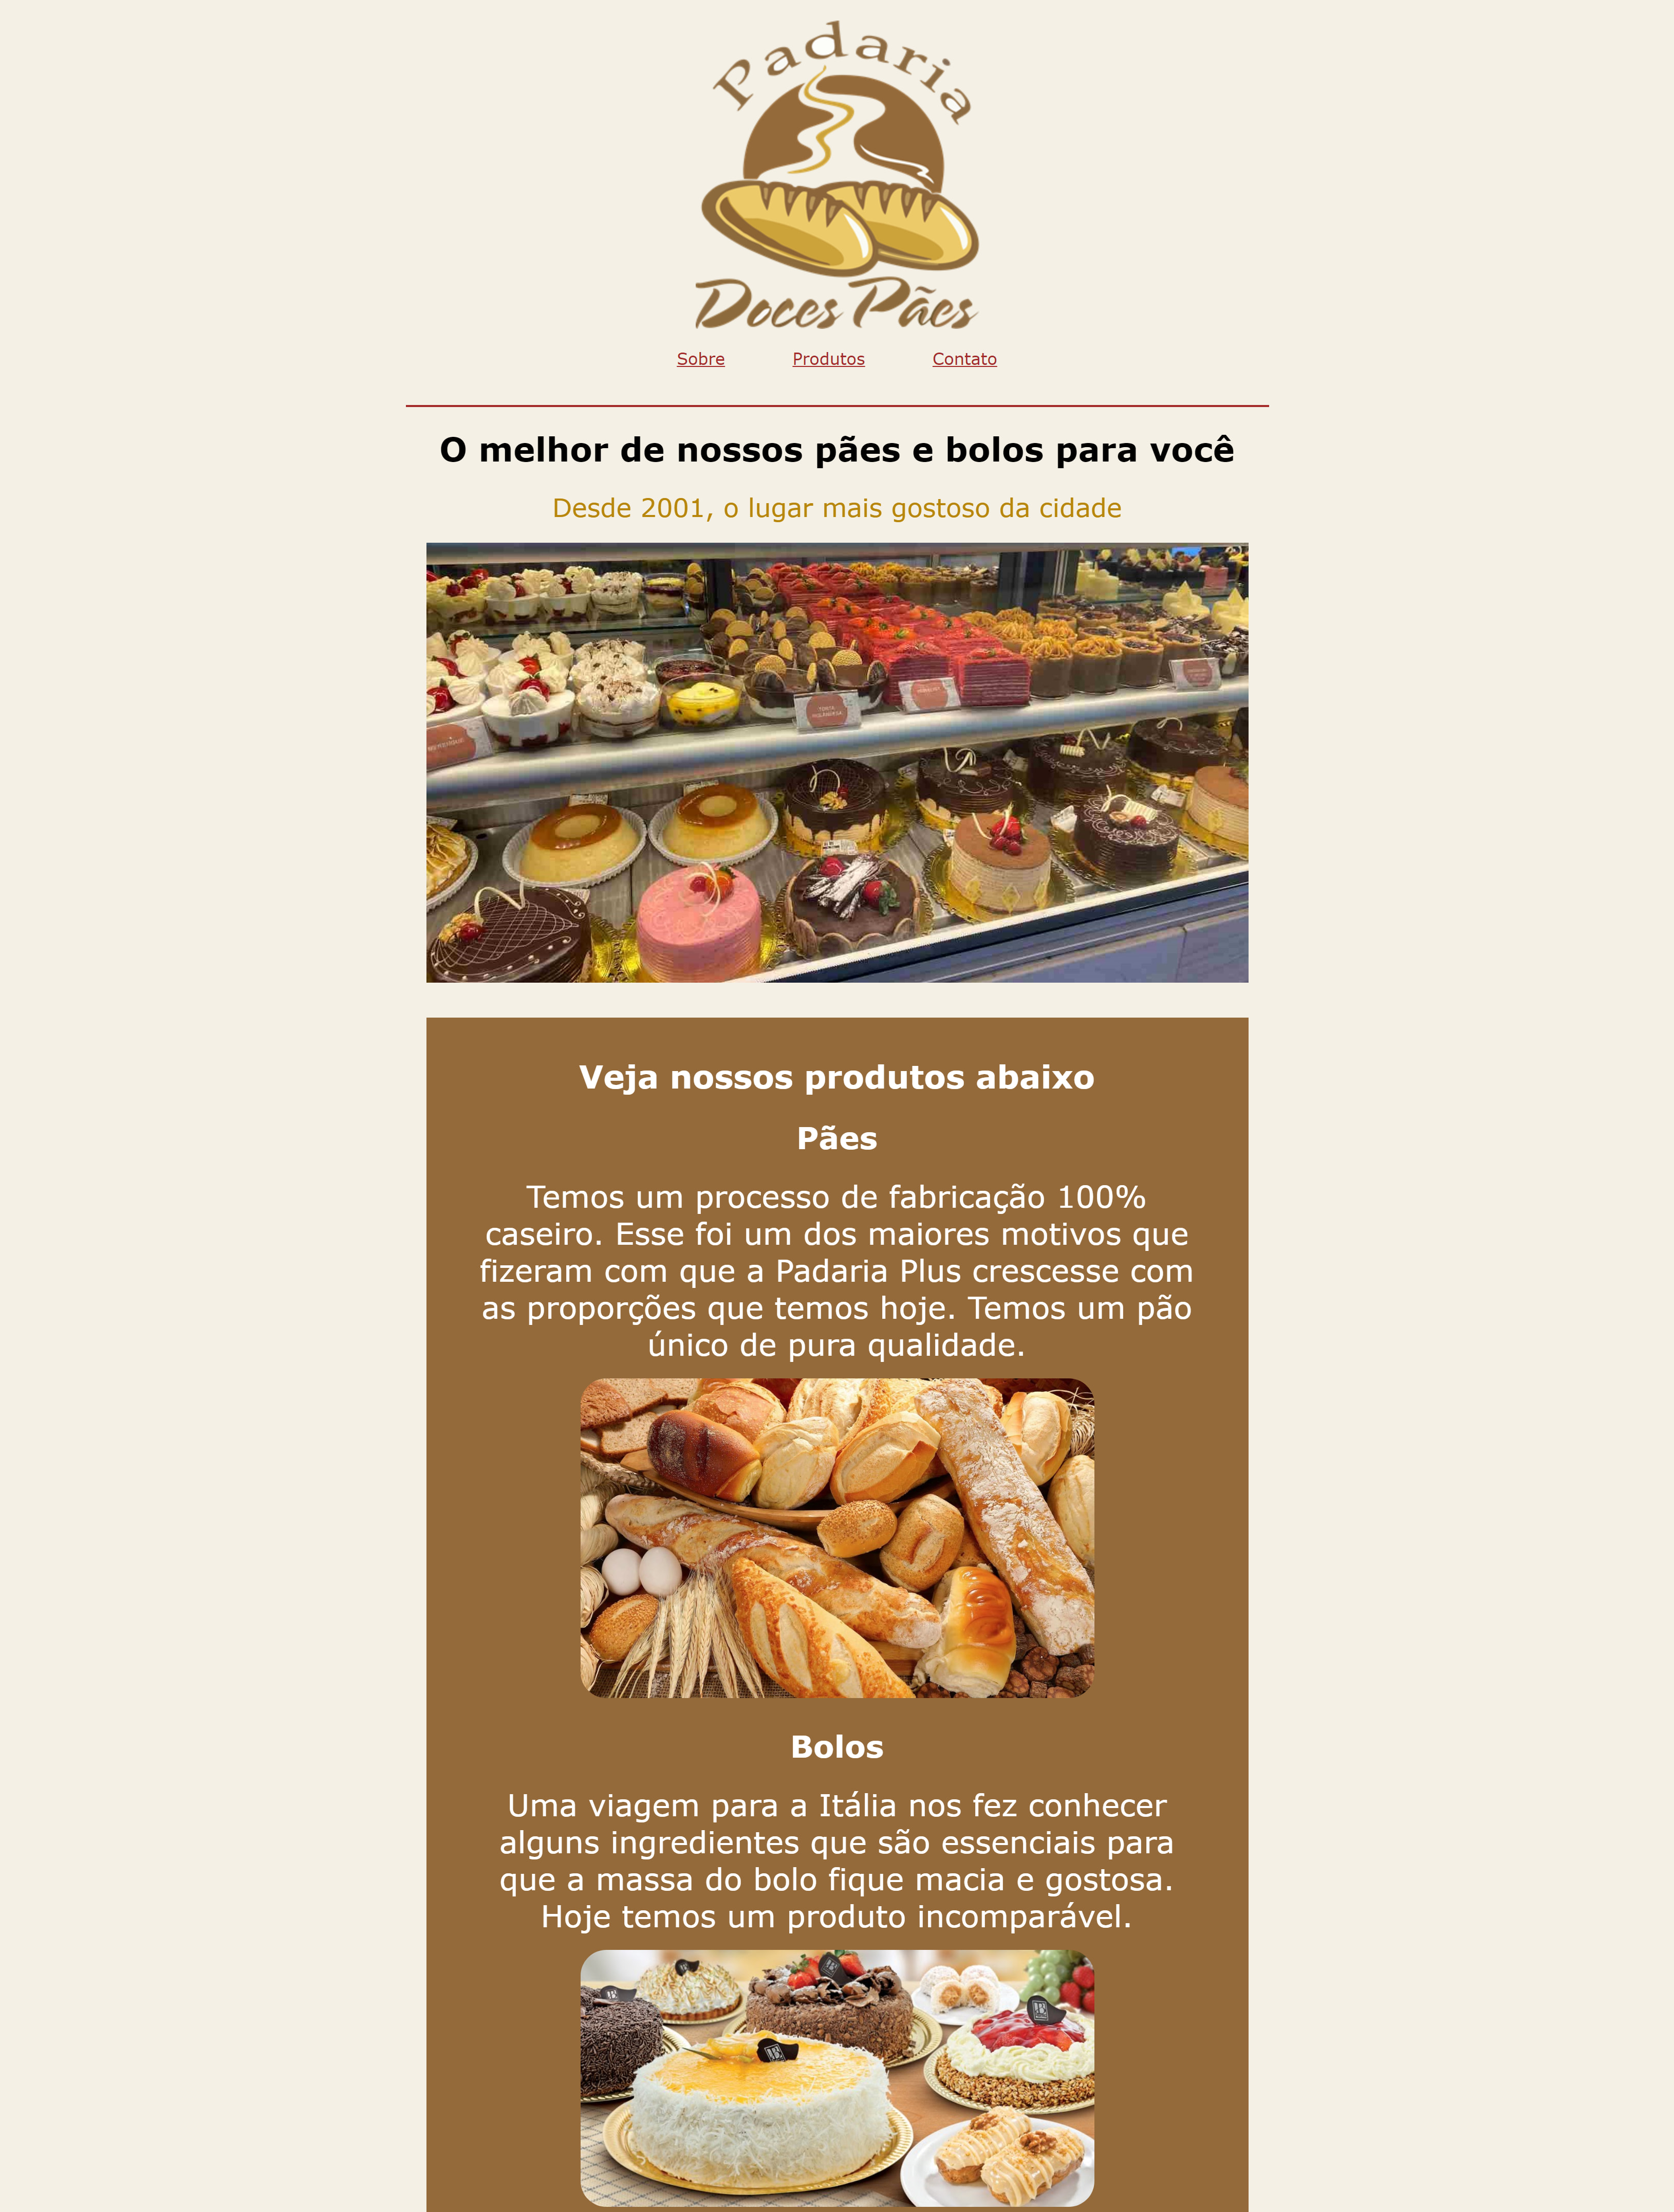 Padaria
Doces Pães
Sobre Produtos Contato
O melhor de nossos pães e bolos para você
Desde 2001, o lugar mais gostoso da cidade
TORTA
HOLANDESA
Veja nossos produtos abaixo
Pães
Temos um processo de fabricação 100%
caseiro. Esse foi um dos maiores motivos que
fizeram com que a Padaria Plus crescesse com
as proporções que temos hoje. Temos um pão
único de pura qualidade.
Bolos
Uma viagem para a Itália nos fez conhecer
alguns ingredientes que são essenciais para
que a massa do bolo fique macia e gostosa.
Hoje temos um produto incomparável.